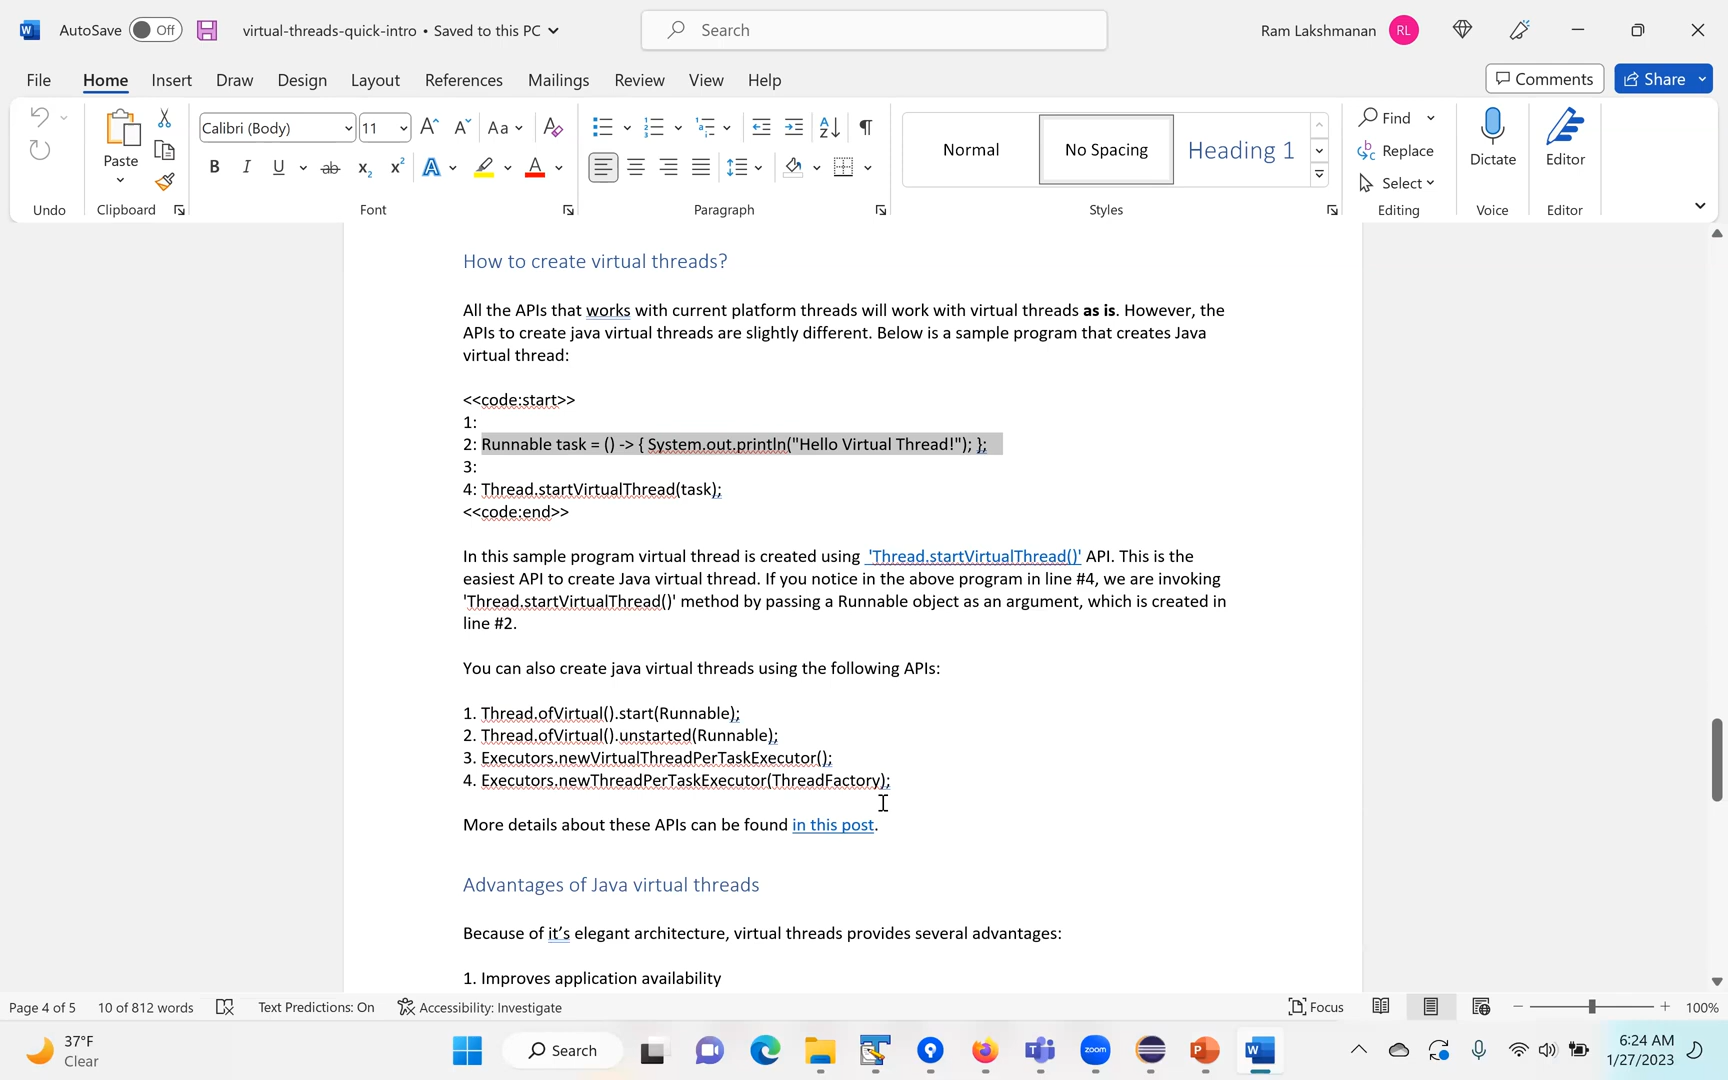 AutoSave Off virtual-threads-quick-intro • Saved to this PC Search Ram Lakshmanan RL
File Home Insert Draw Design Layout References Mailings Review View Help Comments Share
Paste
Calibri (Body) 11 Aa
B I U ab x₂ x² A A
Normal No Spacing Heading 1
Find
Replace
Select
Dictate Editor
Undo Clipboard Font Paragraph Styles Editing Voice Editor
How to create virtual threads?
All the APIs that works with current platform threads will work with virtual threads as is. However, the
APIs to create java virtual threads are slightly different. Below is a sample program that creates Java
virtual thread:
<<code:start>>
1:
2: Runnable task = () -> { System.out.println("Hello Virtual Thread!"); };
3:
4: Thread.startVirtualThread(task);
<<code:end>>
In this sample program virtual thread is created using 'Thread.startVirtualThread()' API. This is the
easiest API to create Java virtual thread. If you notice in the above program in line #4, we are invoking
'Thread.startVirtualThread()' method by passing a Runnable object as an argument, which is created in
line #2.
You can also create java virtual threads using the following APIs:
1. Thread.ofVirtual().start(Runnable);
2. Thread.ofVirtual().unstarted(Runnable);
3. Executors.newVirtualThreadPerTaskExecutor();
4. Executors.newThreadPerTaskExecutor(ThreadFactory);
More details about these APIs can be found in this post.
Advantages of Java virtual threads
Because of it’s elegant architecture, virtual threads provides several advantages:
1. Improves application availability
Page 4 of 5 10 of 812 words Text Predictions: On Accessibility: Investigate Focus 100%
37°F
Clear
Search
zoom
6:24 AM
1/27/2023